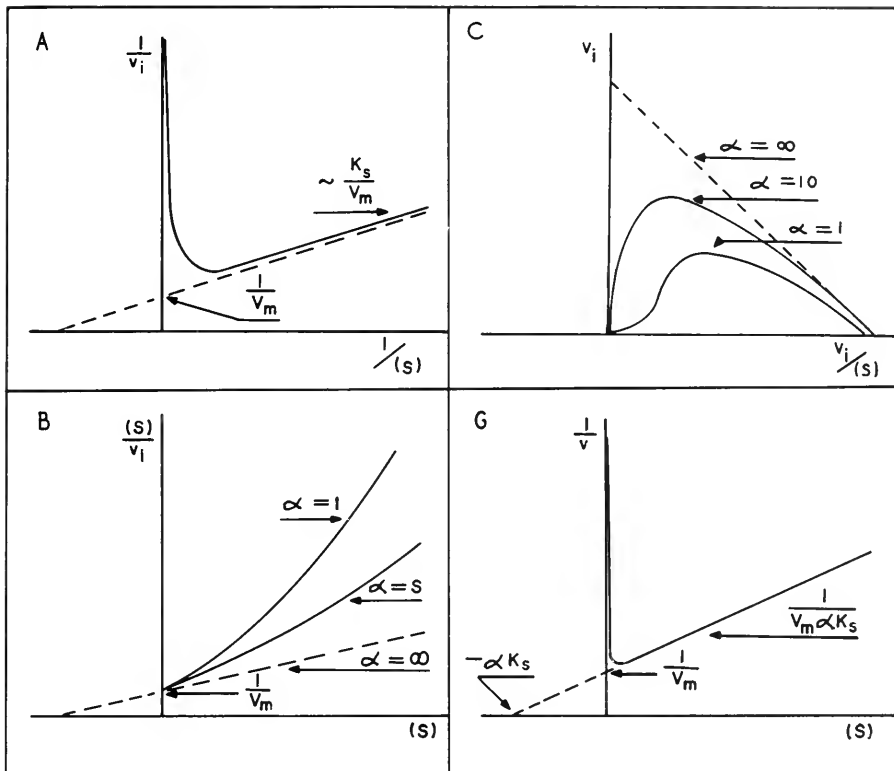 A
1/v_i
~ K_s/V_m
1/V_m
1/(S)
C
v_i
∝ = ∞
∝ = 10
∝ = 1
v_i/(S)
B
(S)/v_i
∝ = 1
∝ = S
∝ = ∞
1/V_m
(S)
G
1/v
1/V_m∝K_s
−∝K_s
1/V_m
(S)